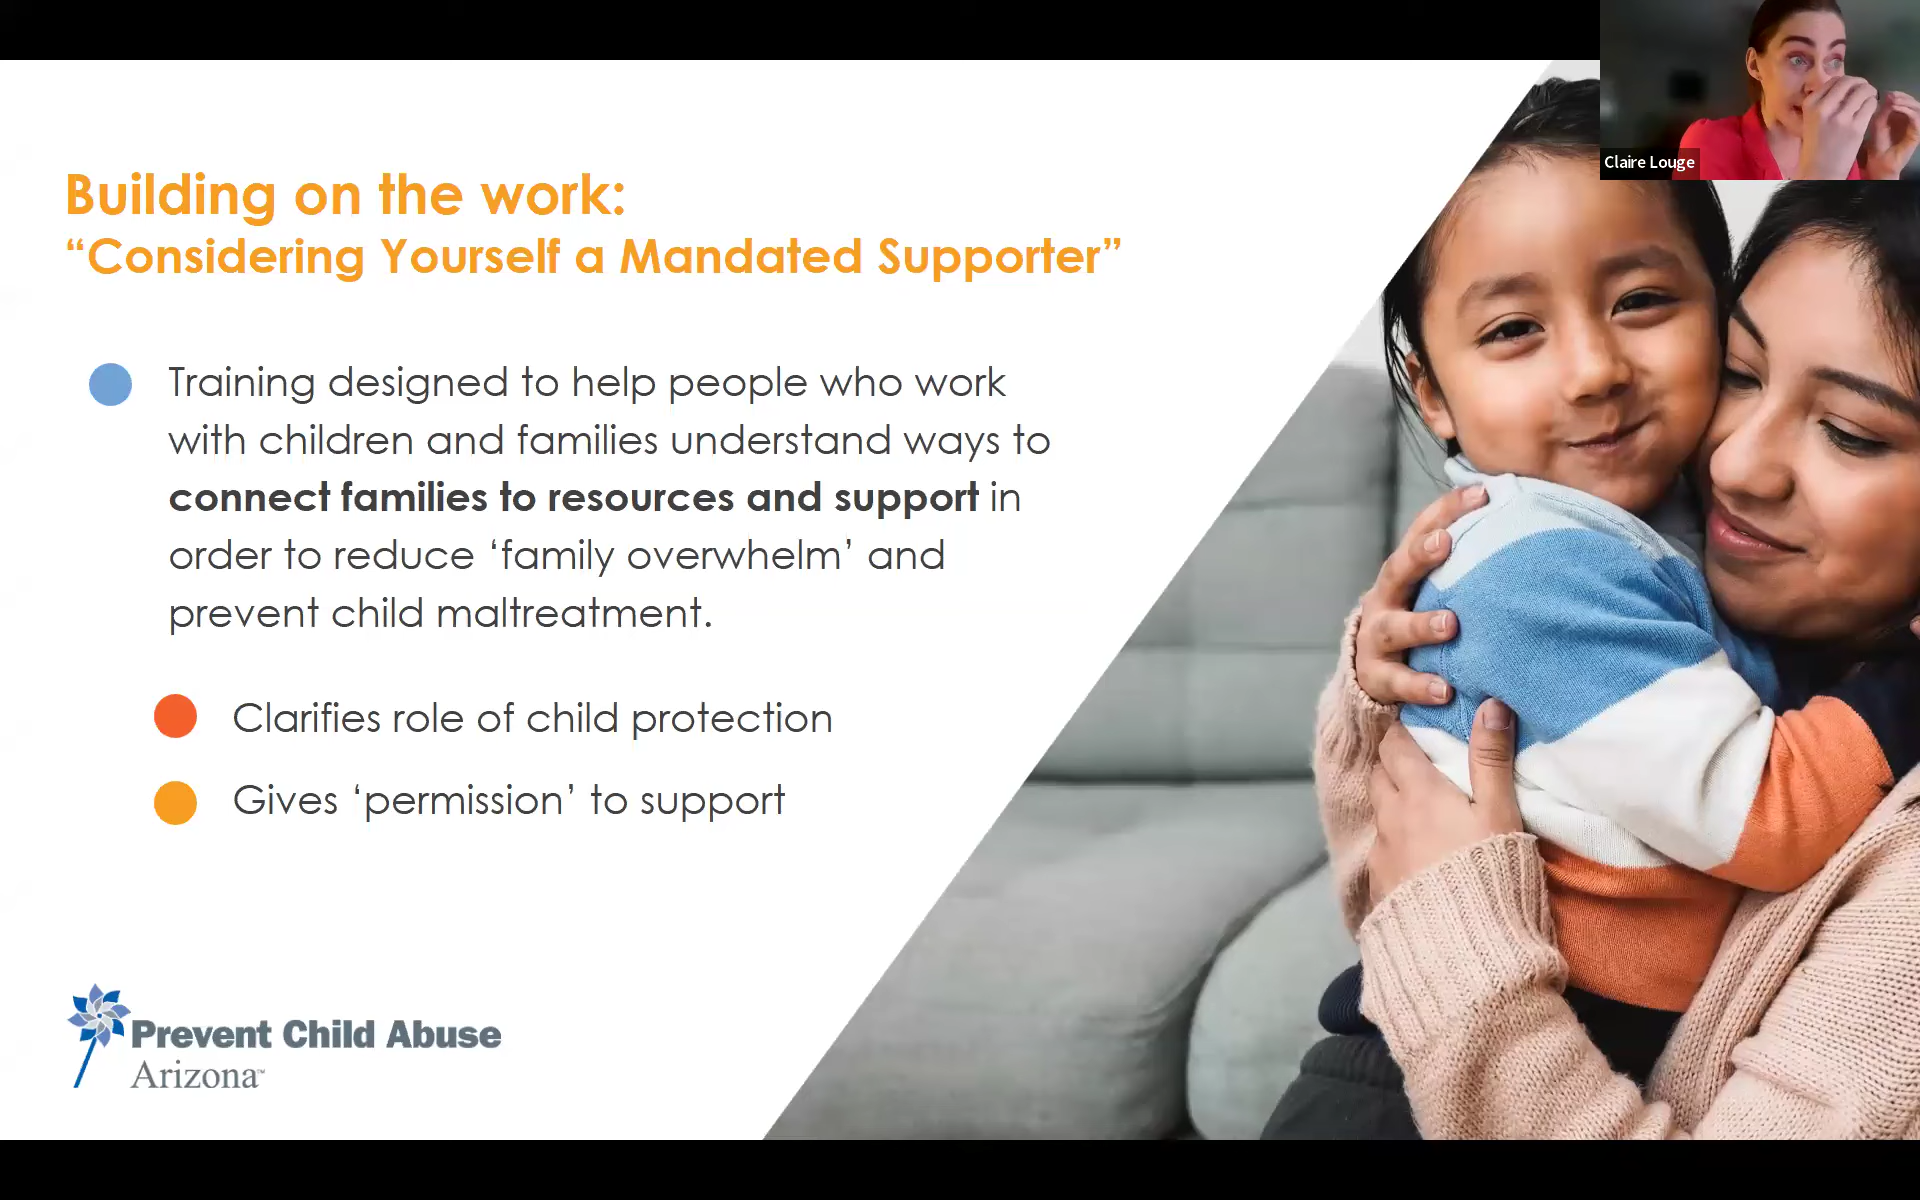 Claire Louge
Building on the work:
“Considering Yourself a Mandated Supporter”
Training designed to help people who work
with children and families understand ways to
connect families to resources and support in
order to reduce ‘family overwhelm’ and
prevent child maltreatment.
Clarifies role of child protection
Gives ‘permission’ to support
Prevent Child Abuse
Arizona™